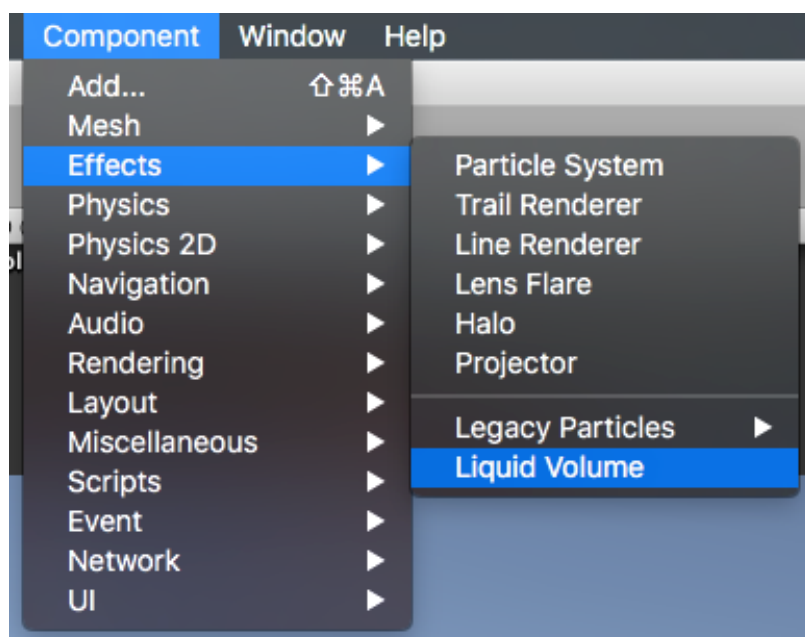 Component Window Help
Add... ⇧⌘A
Mesh
Effects
Physics
Physics 2D
Navigation
Audio
Rendering
Layout
Miscellaneous
Scripts
Event
Network
UI
Particle System
Trail Renderer
Line Renderer
Lens Flare
Halo
Projector
Legacy Particles
Liquid Volume